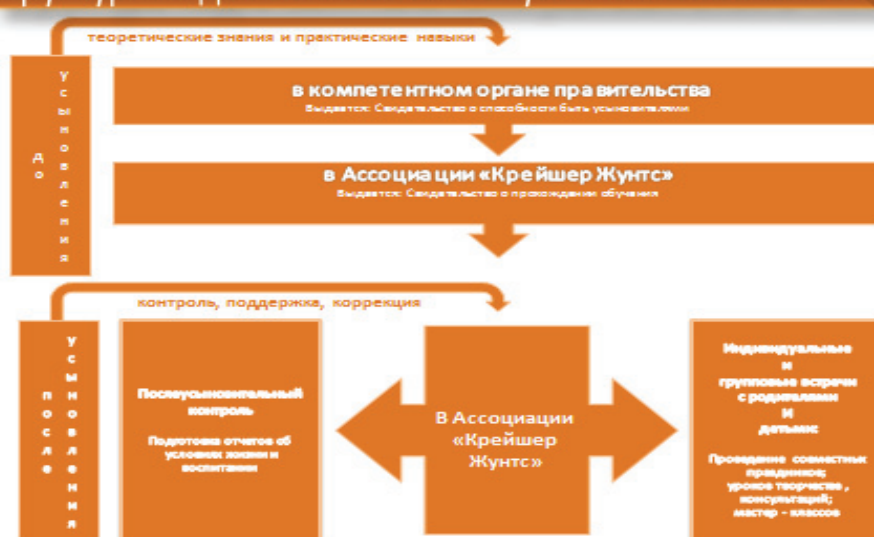 теоретические знания и практические навыки
до
усыновления
в компетентном органе правительства
Выдается: Свидетельство о способности быть усыновителями
в Ассоциации «Крейшер Жунтс»
Выдается: Свидетельство о прохождении обучения
контроль, поддержка, коррекция
после
усыновления
Послеусыновительный
контроль
Подготовка отчетов об
условиях жизни и
воспитании
В Ассоциации
«Крейшер
Жунтс»
Индивидуальные
и
групповые встречи
с родителями
и
детьми:
Проведение совместных
праздников;
уроков творчества ,
консультаций;
мастер - классов